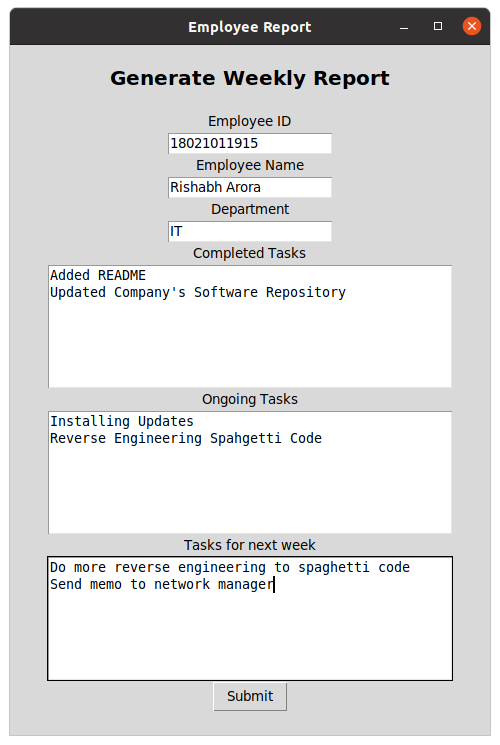 Employee Report
Generate Weekly Report
Employee ID
18021011915
Employee Name
Rishabh Arora
Department
IT
Completed Tasks
Added README
Updated Company's Software Repository
Ongoing Tasks
Installing Updates
Reverse Engineering Spahgetti Code
Tasks for next week
Do more reverse engineering to spaghetti code
Send memo to network manager
Submit